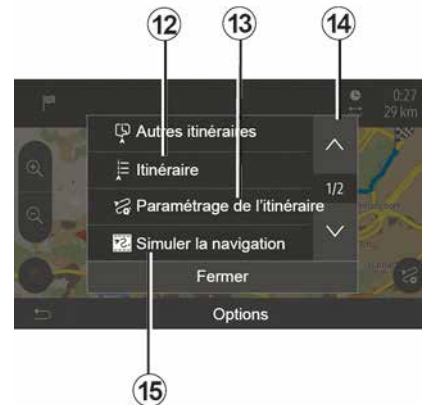 12 13 14
0:27
29 km
Autres itinéraires
Itinéraire
1/2
Paramétrage de l'itinéraire
Simuler la navigation
Fermer
Options
15